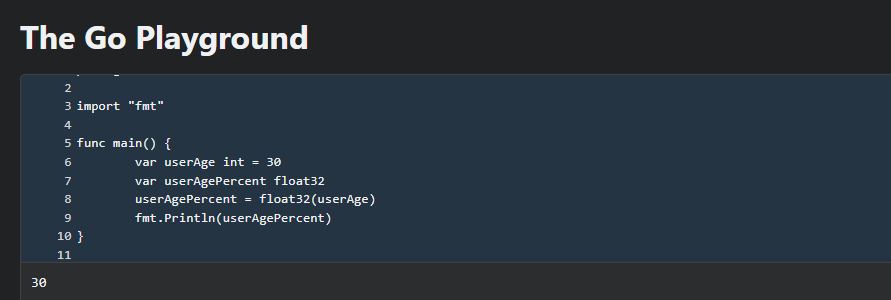 The Go Playground
2
3 import "fmt"
4
5 func main() {
6 var userAge int = 30
7 var userAgePercent float32
8 userAgePercent = float32(userAge)
9 fmt.Println(userAgePercent)
10 }
11
30